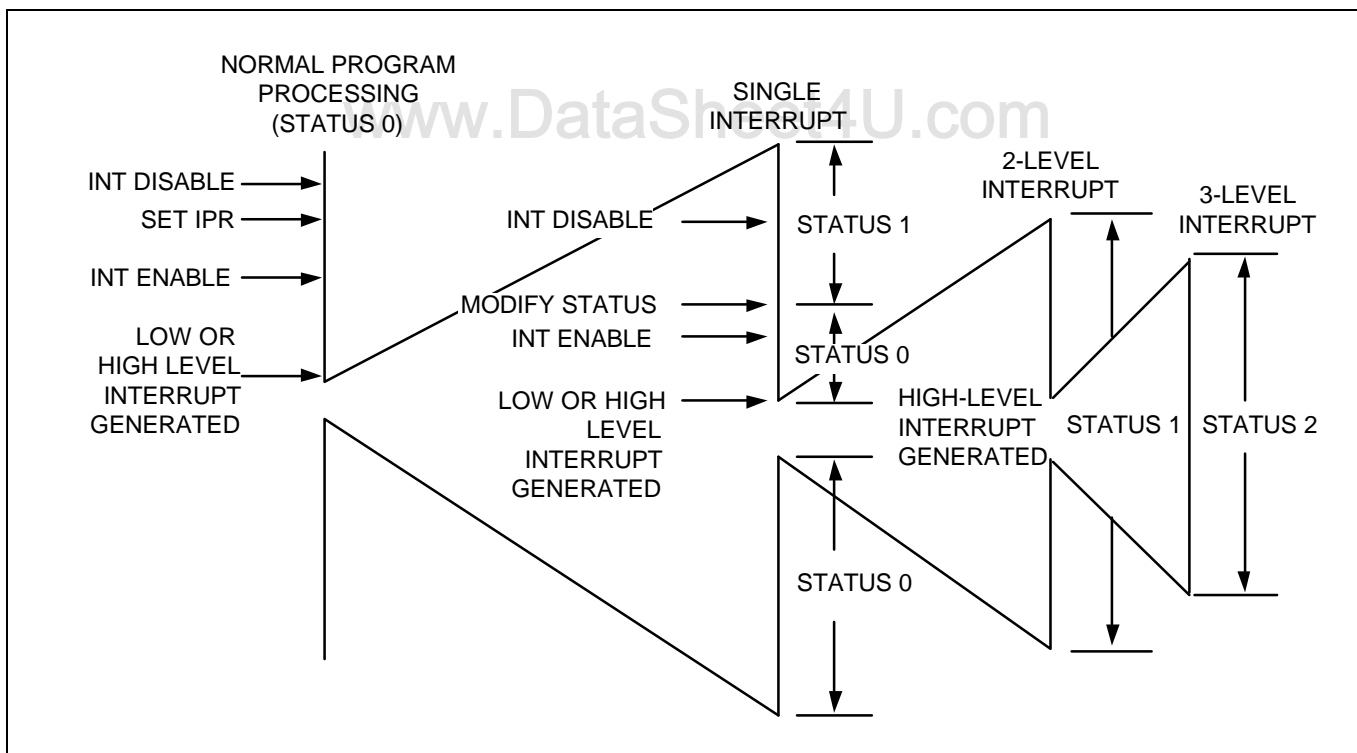 NORMAL PROGRAM
PROCESSING
(STATUS 0)
www.DataSheet4U.com
SINGLE
INTERRUPT
2-LEVEL
INTERRUPT
3-LEVEL
INTERRUPT
INT DISABLE
SET IPR
INT ENABLE
LOW OR
HIGH LEVEL
INTERRUPT
GENERATED
INT DISABLE
MODIFY STATUS
INT ENABLE
LOW OR HIGH
LEVEL
INTERRUPT
GENERATED
STATUS 1
STATUS 0
STATUS 0
HIGH-LEVEL
INTERRUPT
GENERATED
STATUS 1
STATUS 2